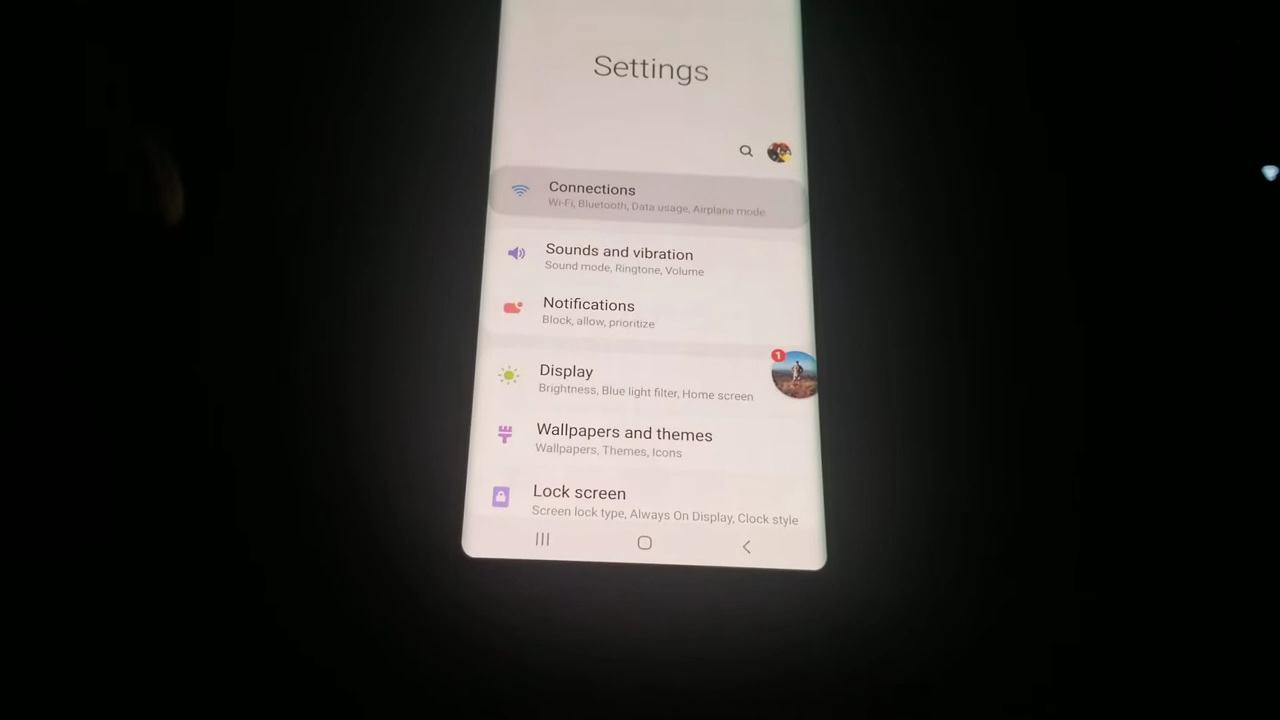 Settings
Connections
Wi-Fi, Bluetooth, Data usage, Airplane mode
Sounds and vibration
Sound mode, Ringtone, Volume
Notifications
Block, allow, prioritize
1
Display
Brightness, Blue light filter, Home screen
Wallpapers and themes
Wallpapers, Themes, Icons
Lock screen
Screen lock type, Always On Display, Clock style